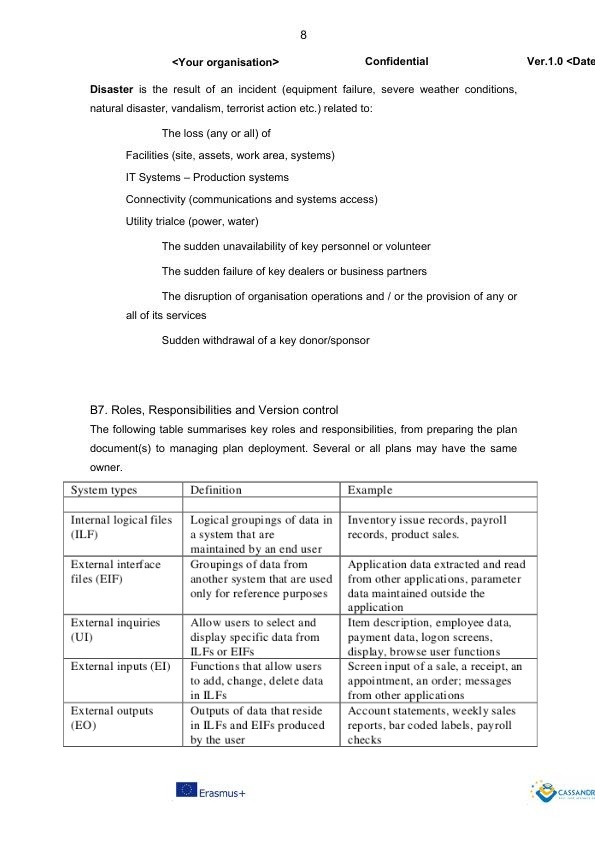 8
<Your organisation> Confidential Ver.1.0 <Date
Disaster is the result of an incident (equipment failure, severe weather conditions,
natural disaster, vandalism, terrorist action etc.) related to:
The loss (any or all) of
Facilities (site, assets, work area, systems)
IT Systems – Production systems
Connectivity (communications and systems access)
Utility trialce (power, water)
The sudden unavailability of key personnel or volunteer
The sudden failure of key dealers or business partners
The disruption of organisation operations and / or the provision of any or
all of its services
Sudden withdrawal of a key donor/sponsor
B7. Roles, Responsibilities and Version control
The following table summarises key roles and responsibilities, from preparing the plan
document(s) to managing plan deployment. Several or all plans may have the same
owner.
System types Definition Example
Internal logical files Logical groupings of data in Inventory issue records, payroll
(ILF) a system that are records, product sales.
maintained by an end user
External interface Groupings of data from Application data extracted and read
files (EIF) another system that are used from other applications, parameter
only for reference purposes data maintained outside the
application
External inquiries Allow users to select and Item description, employee data,
(UI) display specific data from payment data, logon screens,
ILFs or EIFs display, browse user functions
External inputs (EI) Functions that allow users Screen input of a sale, a receipt, an
to add, change, delete data appointment, an order; messages
in ILFs from other applications
External outputs Outputs of data that reside Account statements, weekly sales
(EO) in ILFs and EIFs produced reports, bar coded labels, payroll
by the user checks
Erasmus+ CASSANDR